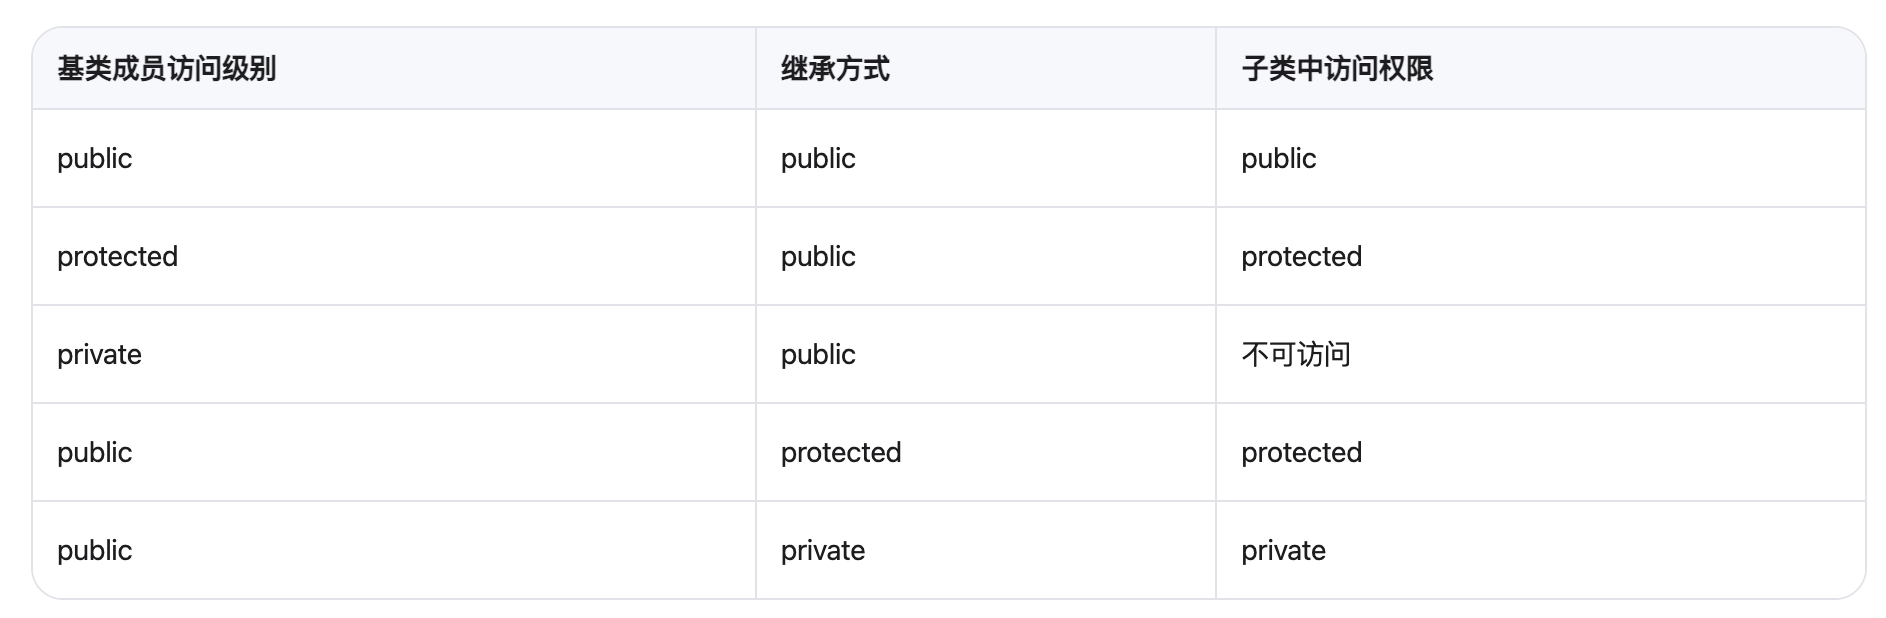 基类成员访问级别 继承方式 子类中访问权限
public public public
protected public protected
private public 不可访问
public protected protected
public private private